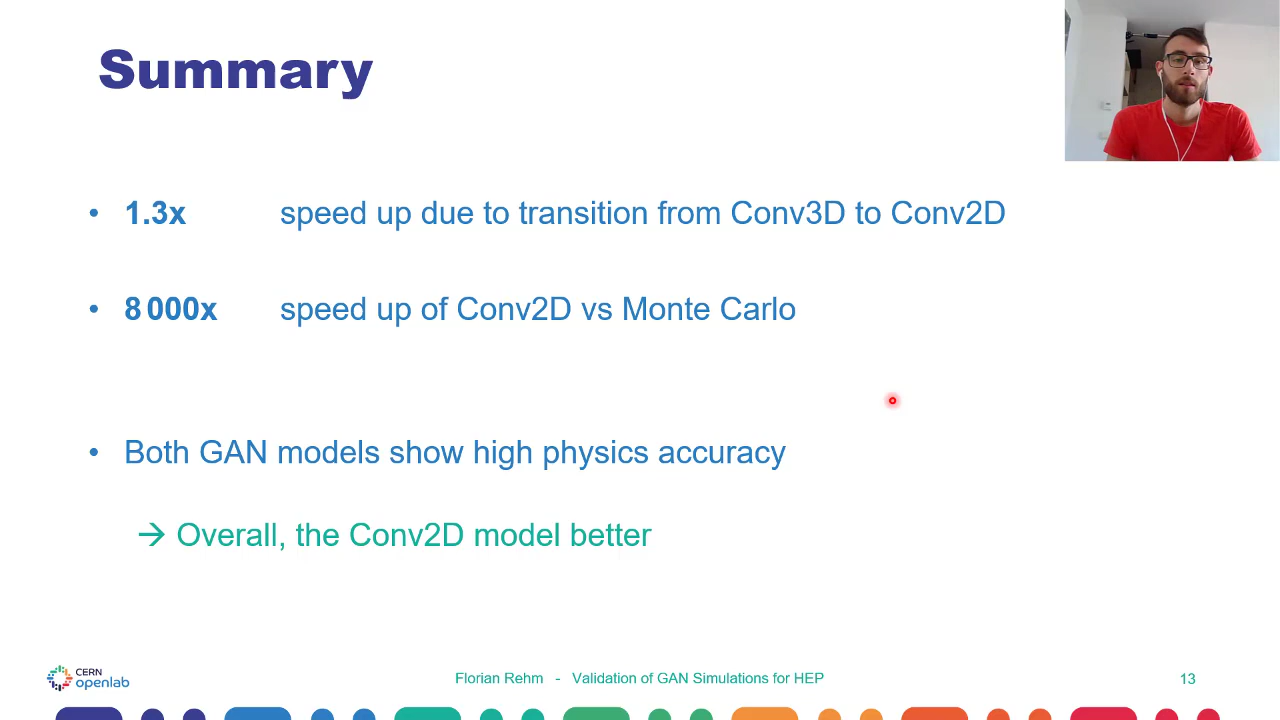 Summary
• 1.3x speed up due to transition from Conv3D to Conv2D
• 8 000x speed up of Conv2D vs Monte Carlo
• Both GAN models show high physics accuracy
→ Overall, the Conv2D model better
CERN
openlab
Florian Rehm - Validation of GAN Simulations for HEP
13